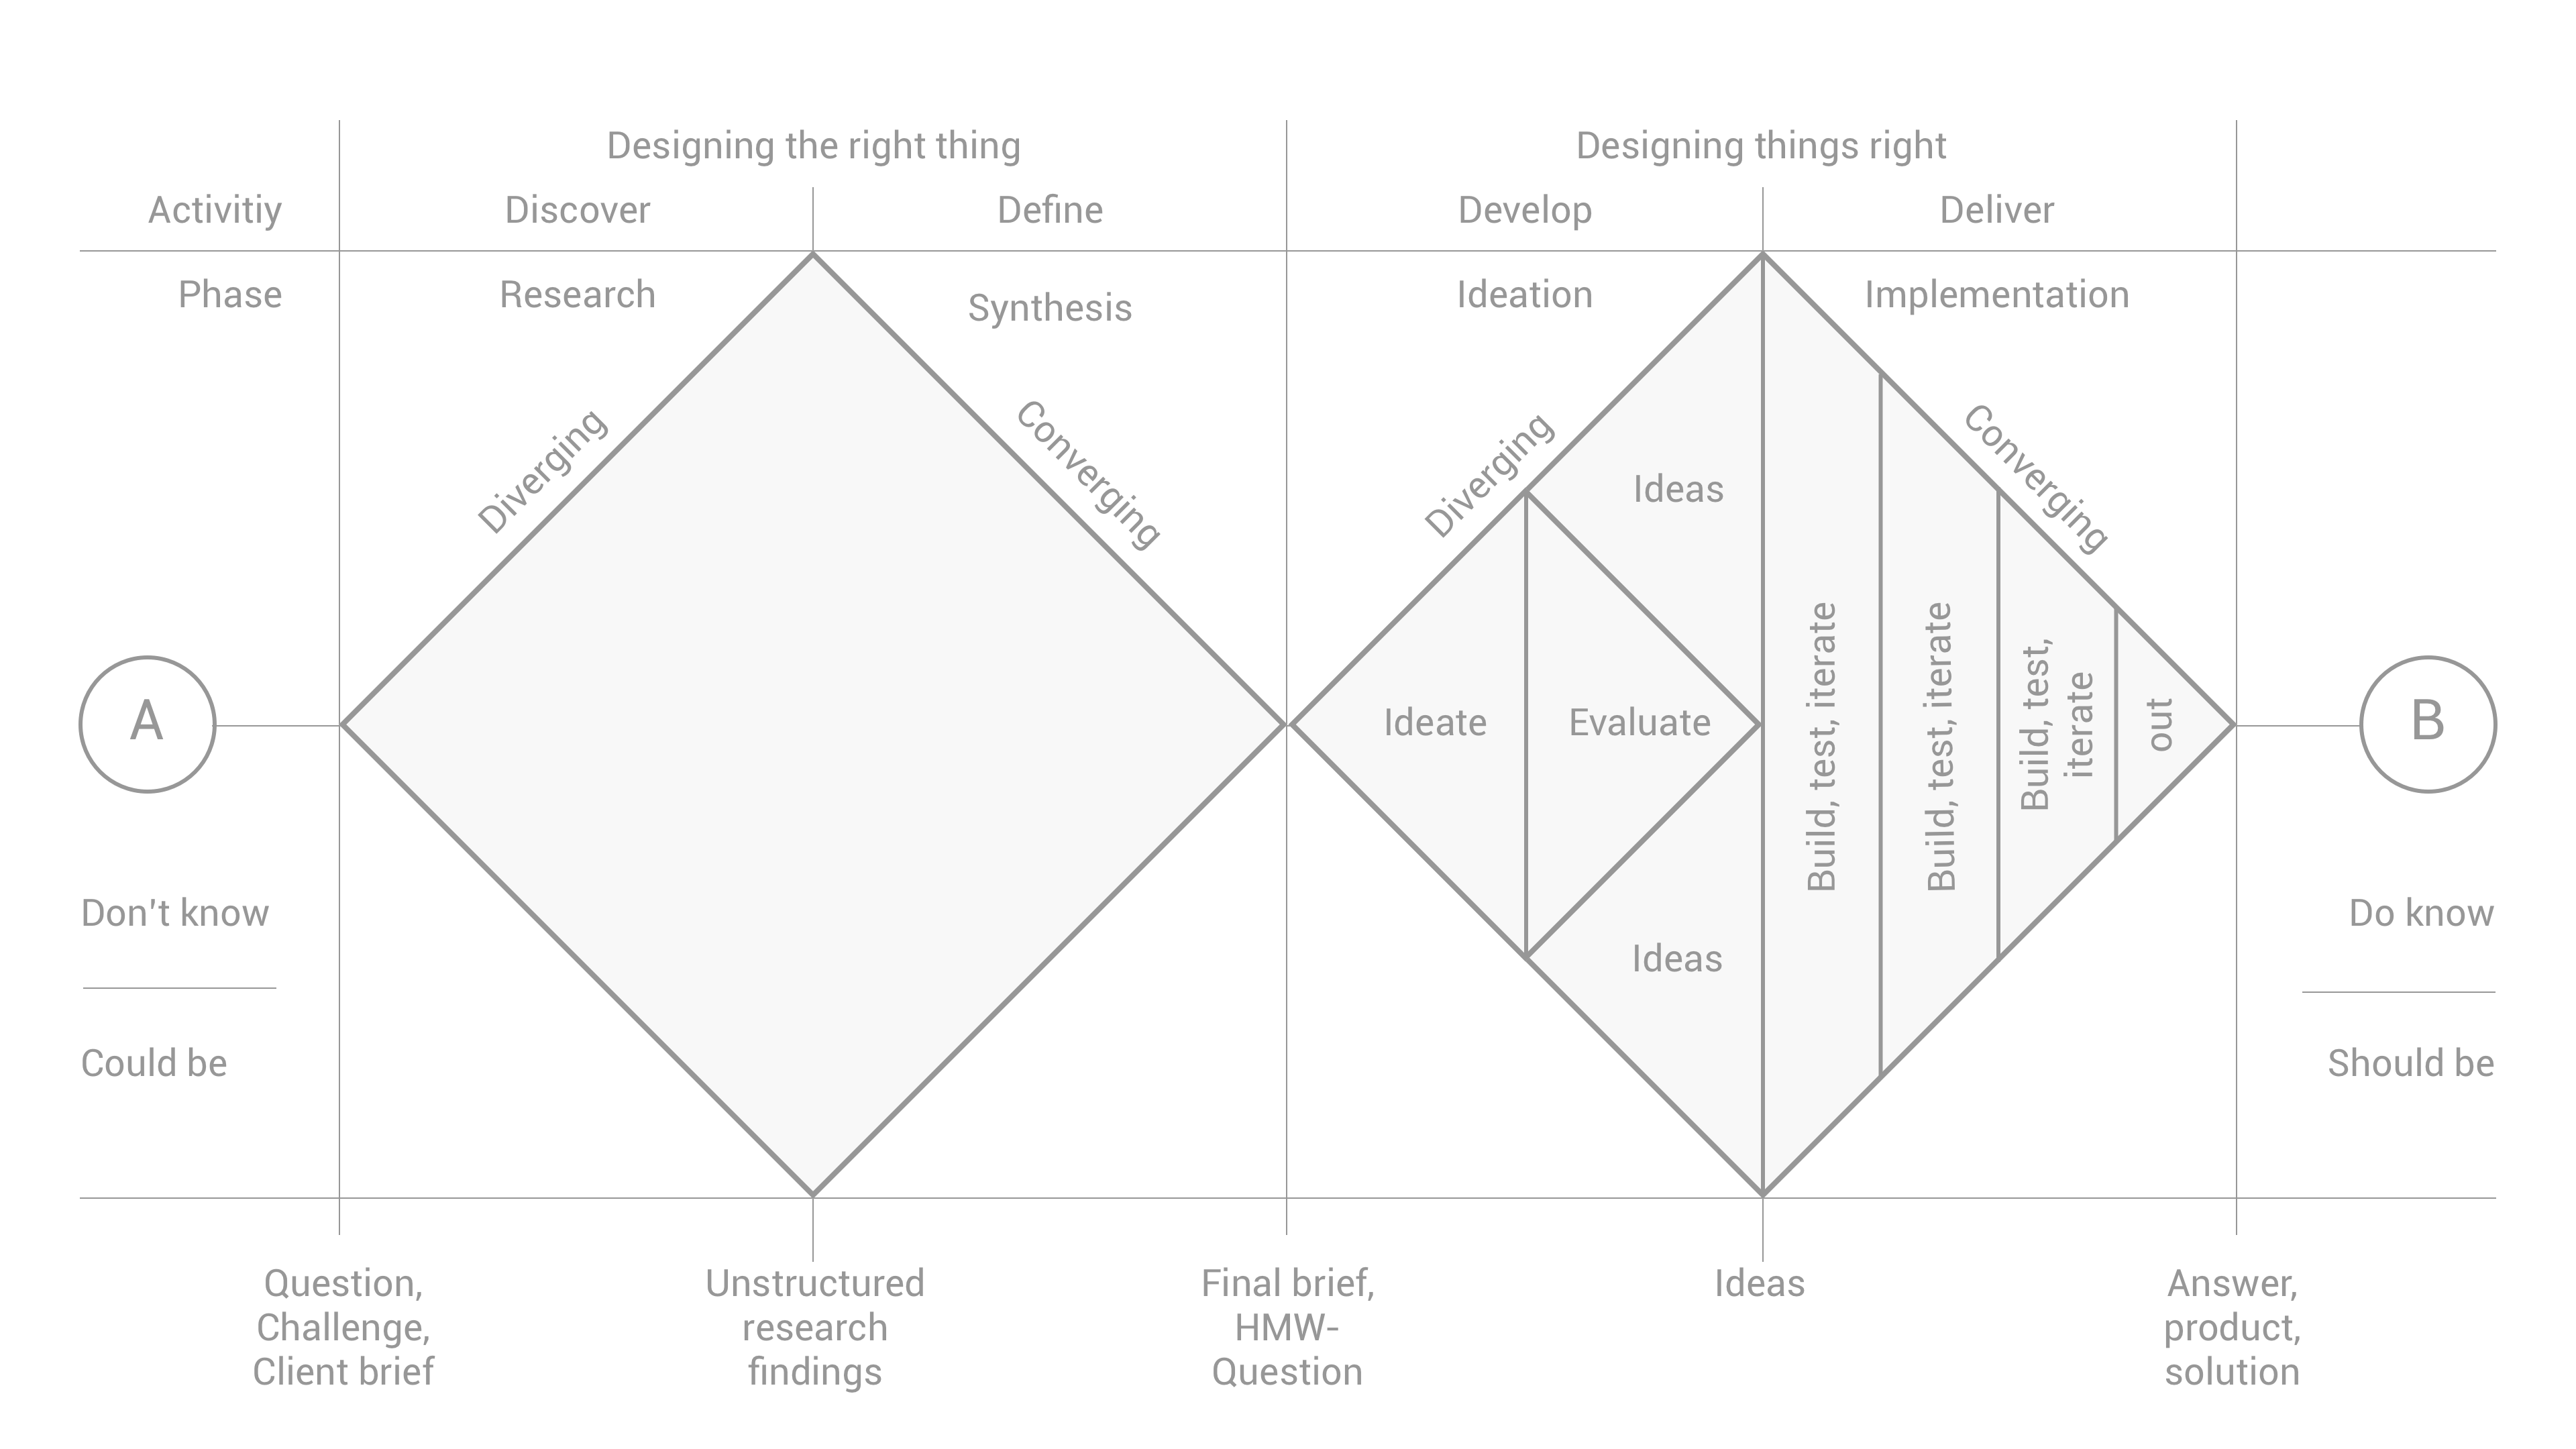 Designing the right thing
Designing things right
Activitiy
Discover
Define
Develop
Deliver
Phase
Research
Synthesis
Ideation
Implementation
Diverging
Converging
Diverging
Converging
Ideas
A
Ideate
Evaluate
Build, test, iterate
Build, test, iterate
Build, test,
iterate
out
B
Don't know
Could be
Ideas
Do know
Should be
Question,
Challenge,
Client brief
Unstructured
research
findings
Final brief,
HMW-
Question
Ideas
Answer,
product,
solution